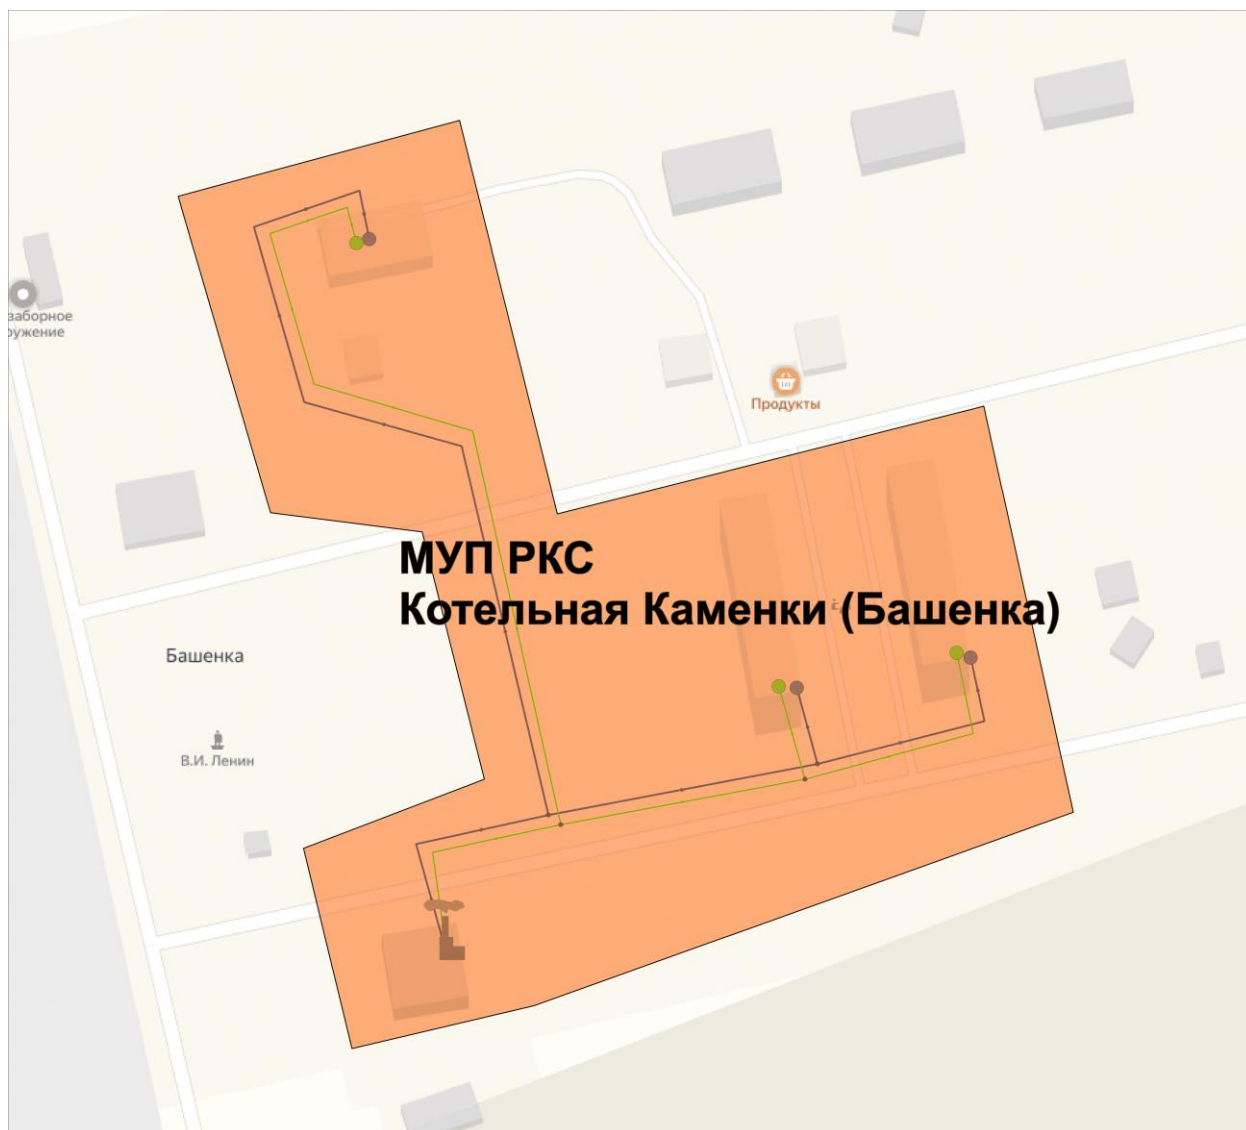 заборное
ружение
Продукты
МУП РКС
Котельная Каменки (Башенка)
Башенка
В.И. Ленин